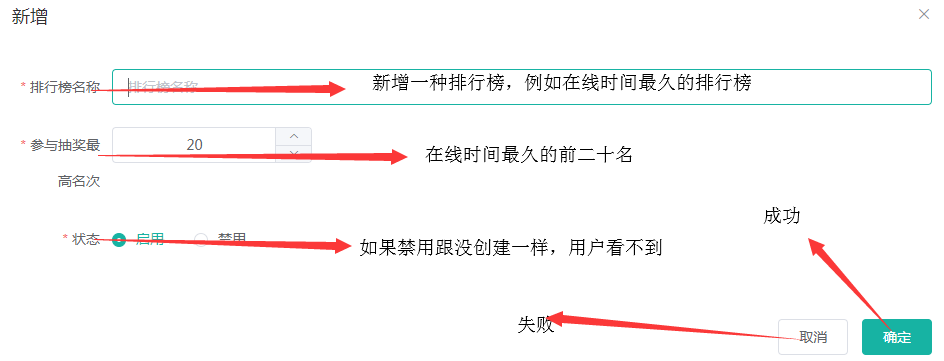 新增
* 排行榜名称
排行榜名称
新增一种排行榜，例如在线时间最久的排行榜
* 参与抽奖最
高名次
20
在线时间最久的前二十名
* 状态
启用
禁用
如果禁用跟没创建一样，用户看不到
成功
失败
取消
确定